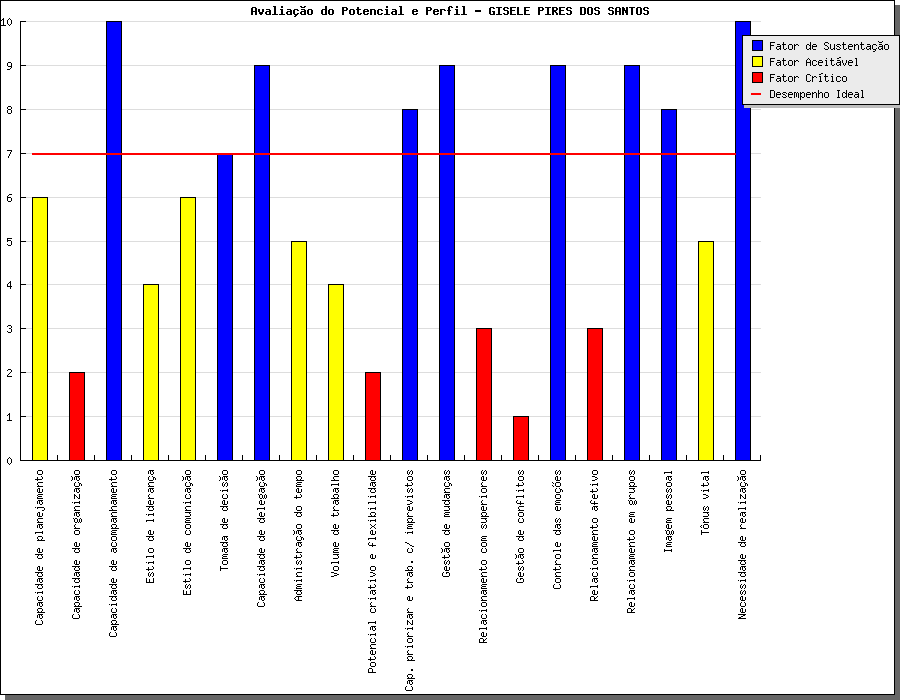 Avaliação do Potencial e Perfil - GISELE PIRES DOS SANTOS
Fator de Sustentação
Fator Aceitável
Fator Crítico
Desempenho Ideal
10
9
8
7
6
5
4
3
2
1
0
Capacidade de planejamento
Capacidade de organização
Capacidade de acompanhamento
Estilo de liderança
Estilo de comunicação
Tomada de decisão
Capacidade de delegação
Administração do tempo
Volume de trabalho
Potencial criativo e flexibilidade
Cap. priorizar e trab. c/ imprevistos
Gestão de mudanças
Relacionamento com superiores
Gestão de conflitos
Controle das emoções
Relacionamento afetivo
Relacionamento em grupos
Imagem pessoal
Tônus vital
Necessidade de realização